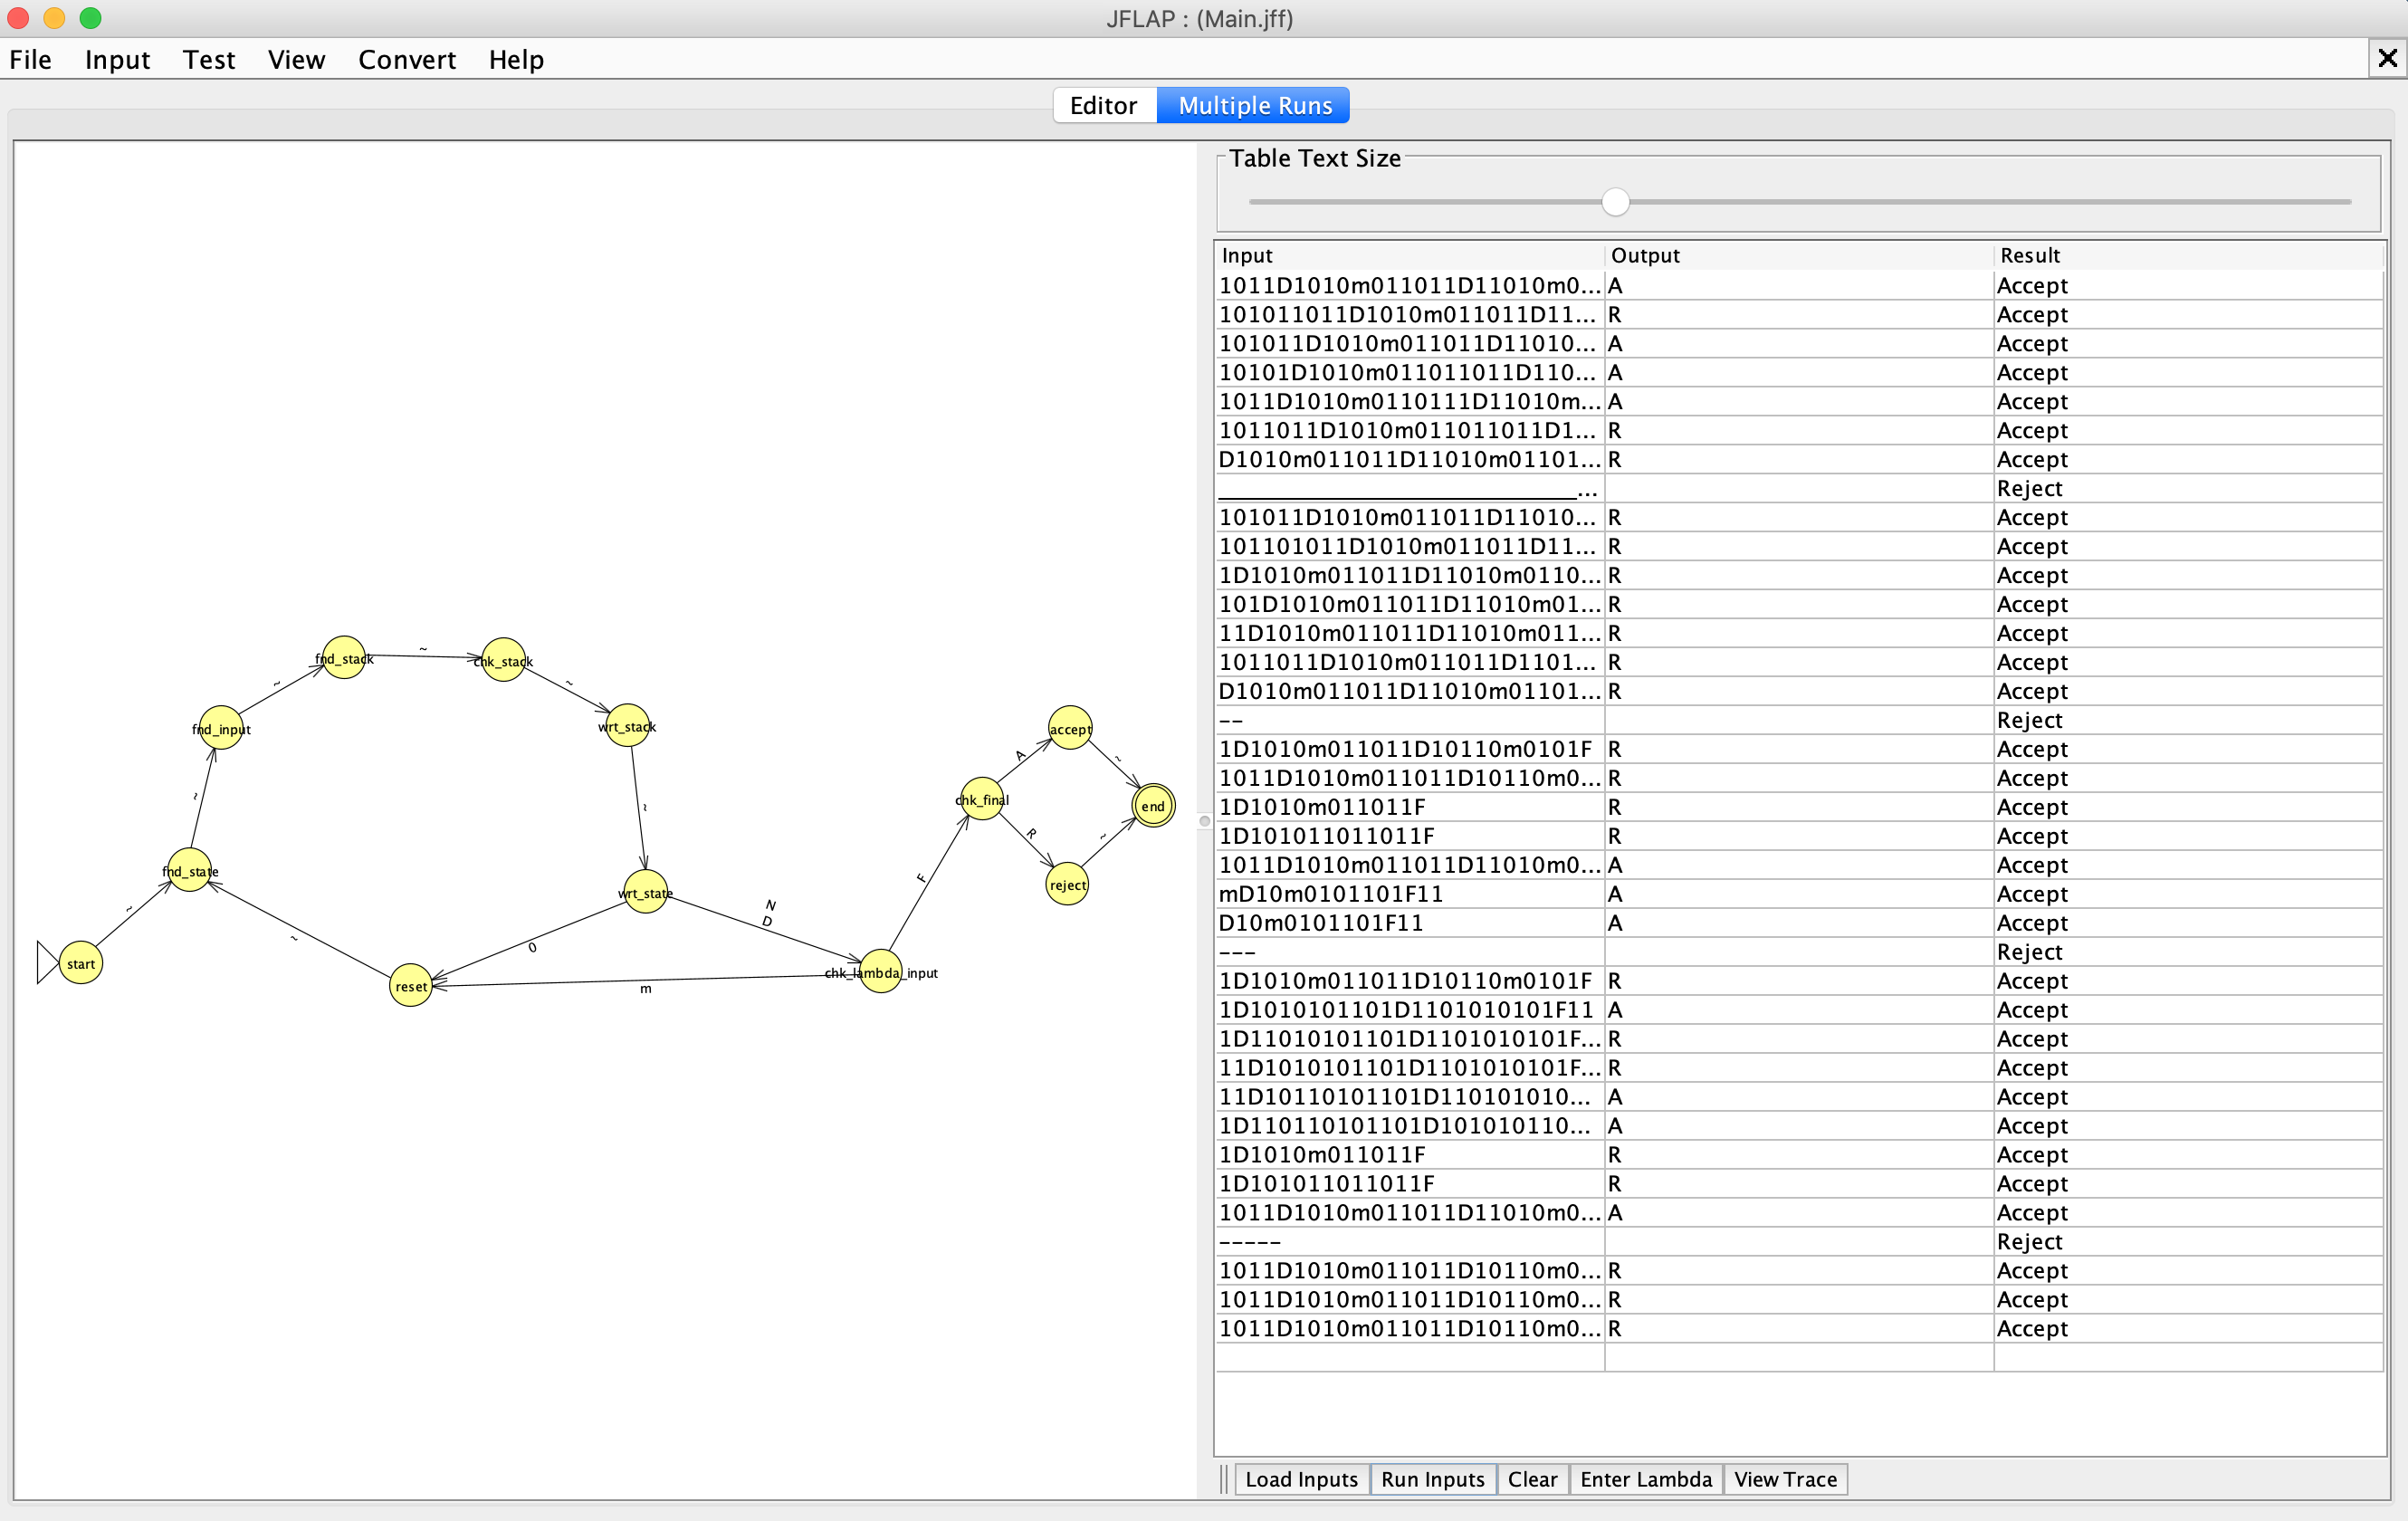 JFLAP : (Main.jff)
File Input Test View Convert Help
Editor Multiple Runs
Table Text Size
Input Output Result
1011D1010m011011D11010m0... A Accept
101011011D1010m011011D11... R Accept
101011D1010m011011D11010... A Accept
10101D1010m011011011D110... A Accept
1011D1010m0110111D11010m... A Accept
1011011D1010m011011011D1... R Accept
D1010m011011D11010m01101... R Accept
______________________________... Reject
101011D1010m011011D11010... R Accept
101101011D1010m011011D11... R Accept
1D1010m011011D11010m0110... R Accept
101D1010m011011D11010m01... R Accept
11D1010m011011D11010m011... R Accept
1011011D1010m011011D1101... R Accept
D1010m011011D11010m01101... R Accept
-- Reject
1D1010m011011D10110m0101F R Accept
1011D1010m011011D10110m0... R Accept
1D1010m011011F R Accept
1D101011011011F R Accept
1011D1010m011011D11010m0... A Accept
mD10m0101101F11 A Accept
D10m0101101F11 A Accept
--- Reject
1D1010m011011D10110m0101F R Accept
1D1010101101D1101010101F11 A Accept
1D11010101101D1101010101F... R Accept
11D1010101101D1101010101F... R Accept
11D10110101101D110101010... A Accept
1D110110101101D101010110... A Accept
1D1010m011011F R Accept
1D101011011011F R Accept
1011D1010m011011D11010m0... A Accept
----- Reject
1011D1010m011011D10110m0... R Accept
1011D1010m011011D10110m0... R Accept
1011D1010m011011D10110m0... R Accept
Load Inputs Run Inputs Clear Enter Lambda View Trace
fnd_stack
~
chk_stack
~
~
fnd_input
wrt_stack
accept
A
~
~
~
chk_final
end
R
~
fnd_state
F
reject
wrt_state
~
N
D
~
0
start
chk_lambda_input
reset
m